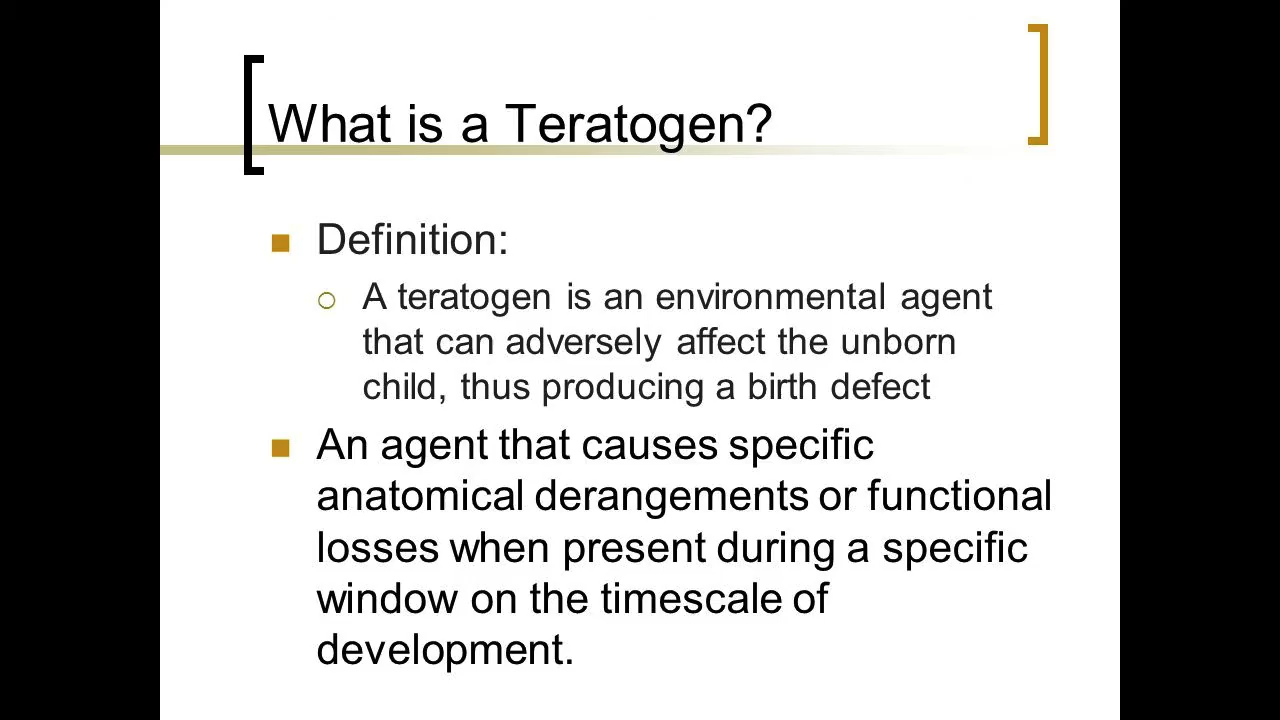 What is a Teratogen?
Definition:
A teratogen is an environmental agent
that can adversely affect the unborn
child, thus producing a birth defect
An agent that causes specific
anatomical derangements or functional
losses when present during a specific
window on the timescale of
development.